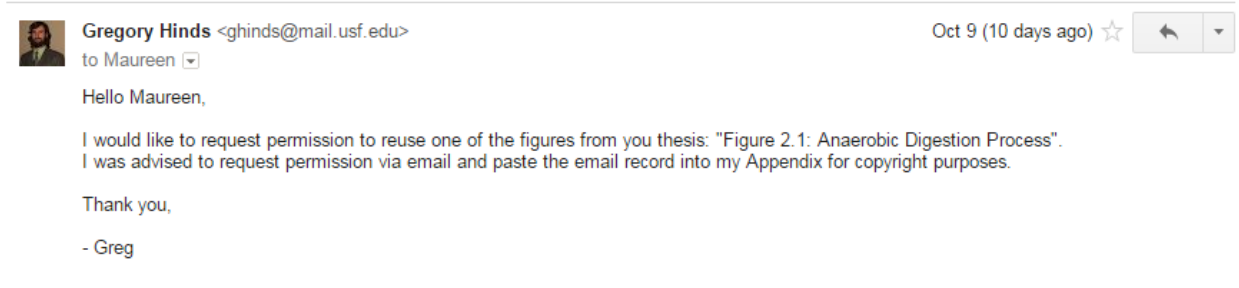 Gregory Hinds <ghinds@mail.usf.edu> Oct 9 (10 days ago)
to Maureen
Hello Maureen,
I would like to request permission to reuse one of the figures from you thesis: "Figure 2.1: Anaerobic Digestion Process".
I was advised to request permission via email and paste the email record into my Appendix for copyright purposes.
Thank you,
- Greg